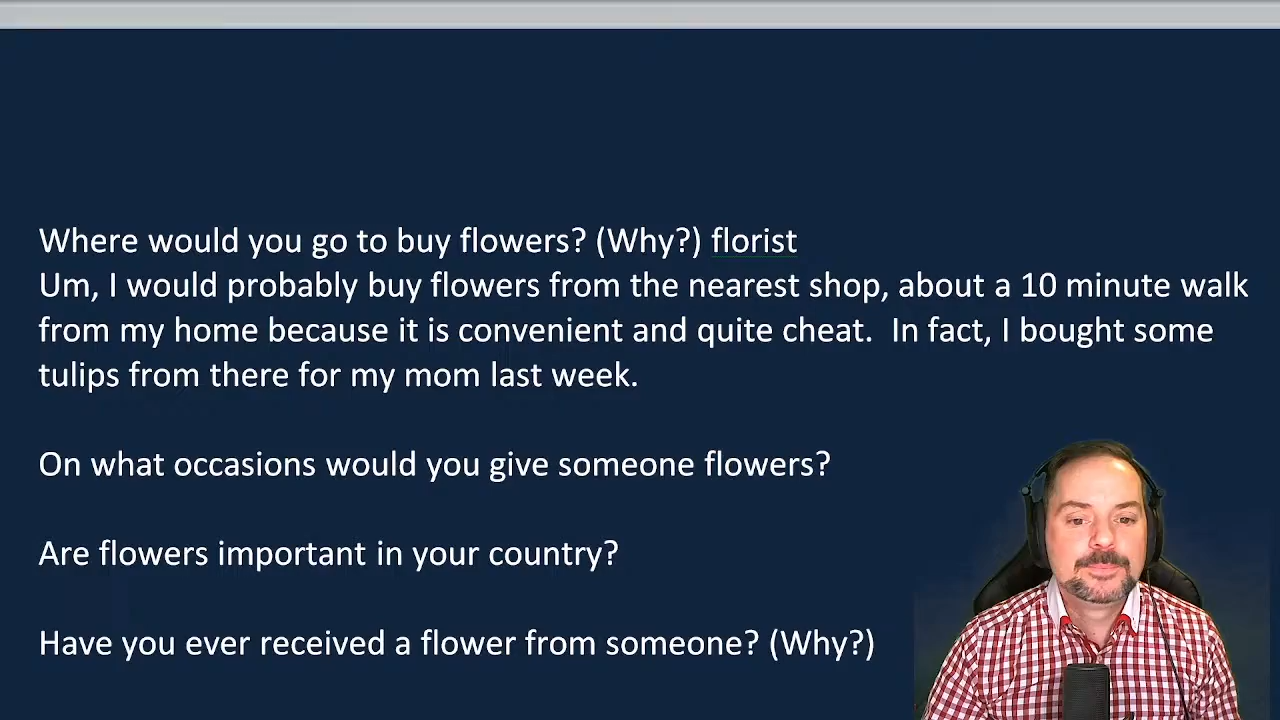 Where would you go to buy flowers? (Why?) florist
Um, I would probably buy flowers from the nearest shop, about a 10 minute walk
from my home because it is convenient and quite cheat.  In fact, I bought some
tulips from there for my mom last week.
On what occasions would you give someone flowers?
Are flowers important in your country?
Have you ever received a flower from someone? (Why?)